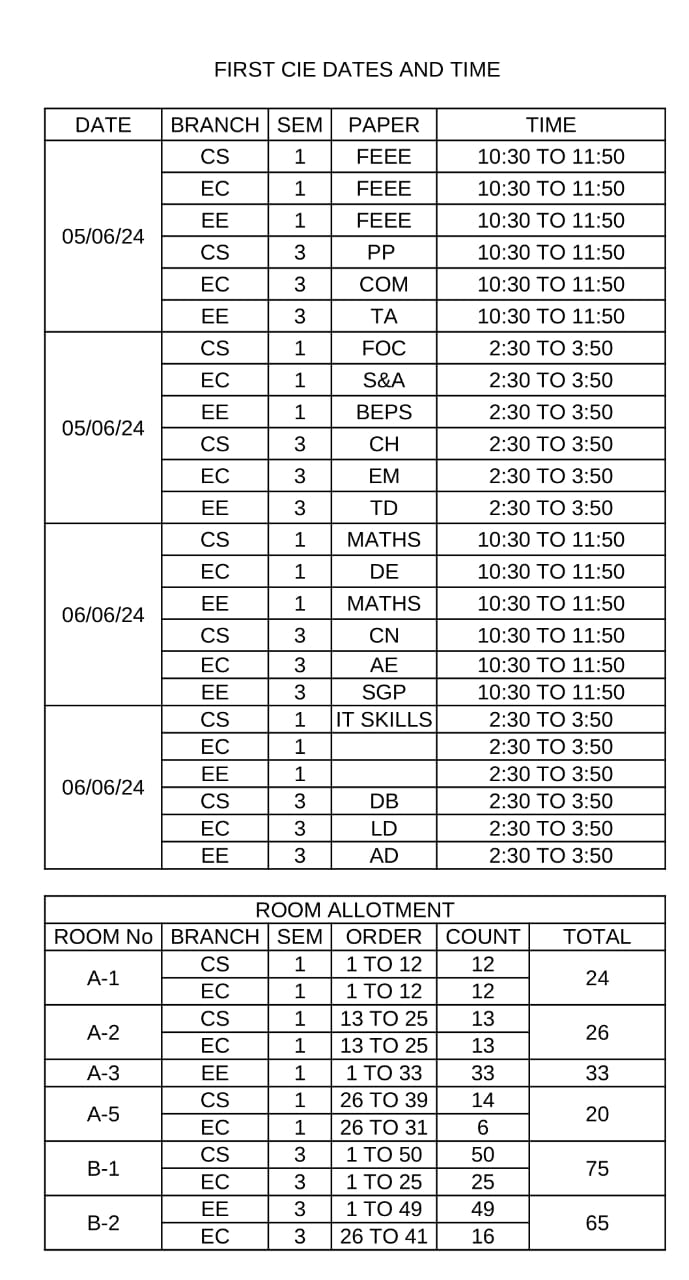 FIRST CIE DATES AND TIME
DATE BRANCH SEM PAPER TIME
05/06/24
CS 1 FEEE 10:30 TO 11:50
EC 1 FEEE 10:30 TO 11:50
EE 1 FEEE 10:30 TO 11:50
CS 3 PP 10:30 TO 11:50
EC 3 COM 10:30 TO 11:50
EE 3 TA 10:30 TO 11:50
05/06/24
CS 1 FOC 2:30 TO 3:50
EC 1 S&A 2:30 TO 3:50
EE 1 BEPS 2:30 TO 3:50
CS 3 CH 2:30 TO 3:50
EC 3 EM 2:30 TO 3:50
EE 3 TD 2:30 TO 3:50
06/06/24
CS 1 MATHS 10:30 TO 11:50
EC 1 DE 10:30 TO 11:50
EE 1 MATHS 10:30 TO 11:50
CS 3 CN 10:30 TO 11:50
EC 3 AE 10:30 TO 11:50
EE 3 SGP 10:30 TO 11:50
06/06/24
CS 1 IT SKILLS 2:30 TO 3:50
EC 1 2:30 TO 3:50
EE 1 2:30 TO 3:50
CS 3 DB 2:30 TO 3:50
EC 3 LD 2:30 TO 3:50
EE 3 AD 2:30 TO 3:50
ROOM ALLOTMENT
ROOM No BRANCH SEM ORDER COUNT TOTAL
A-1 24
CS 1 1 TO 12 12
EC 1 1 TO 12 12
A-2 26
CS 1 13 TO 25 13
EC 1 13 TO 25 13
A-3 EE 1 1 TO 33 33 33
A-5 20
CS 1 26 TO 39 14
EC 1 26 TO 31 6
B-1 75
CS 3 1 TO 50 50
EC 3 1 TO 25 25
B-2 65
EE 3 1 TO 49 49
EC 3 26 TO 41 16